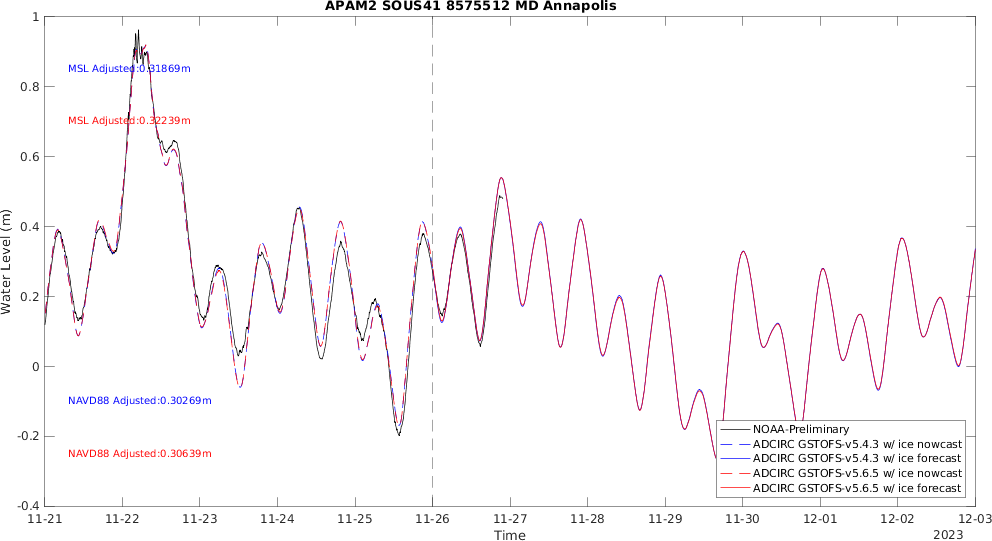 APAM2 SOUS41 8575512 MD Annapolis
1
0.8
0.6
0.4
0.2
0
-0.2
-0.4
Water Level (m)
MSL Adjusted:0.31869m
MSL Adjusted:0.32239m
NAVD88 Adjusted:0.30269m
NAVD88 Adjusted:0.30639m
NOAA-Preliminary
ADCIRC GSTOFS-v5.4.3 w/ ice nowcast
ADCIRC GSTOFS-v5.4.3 w/ ice forecast
ADCIRC GSTOFS-v5.6.5 w/ ice nowcast
ADCIRC GSTOFS-v5.6.5 w/ ice forecast
11-21 11-22 11-23 11-24 11-25 11-26 11-27 11-28 11-29 11-30 12-01 12-02 12-03
Time
2023